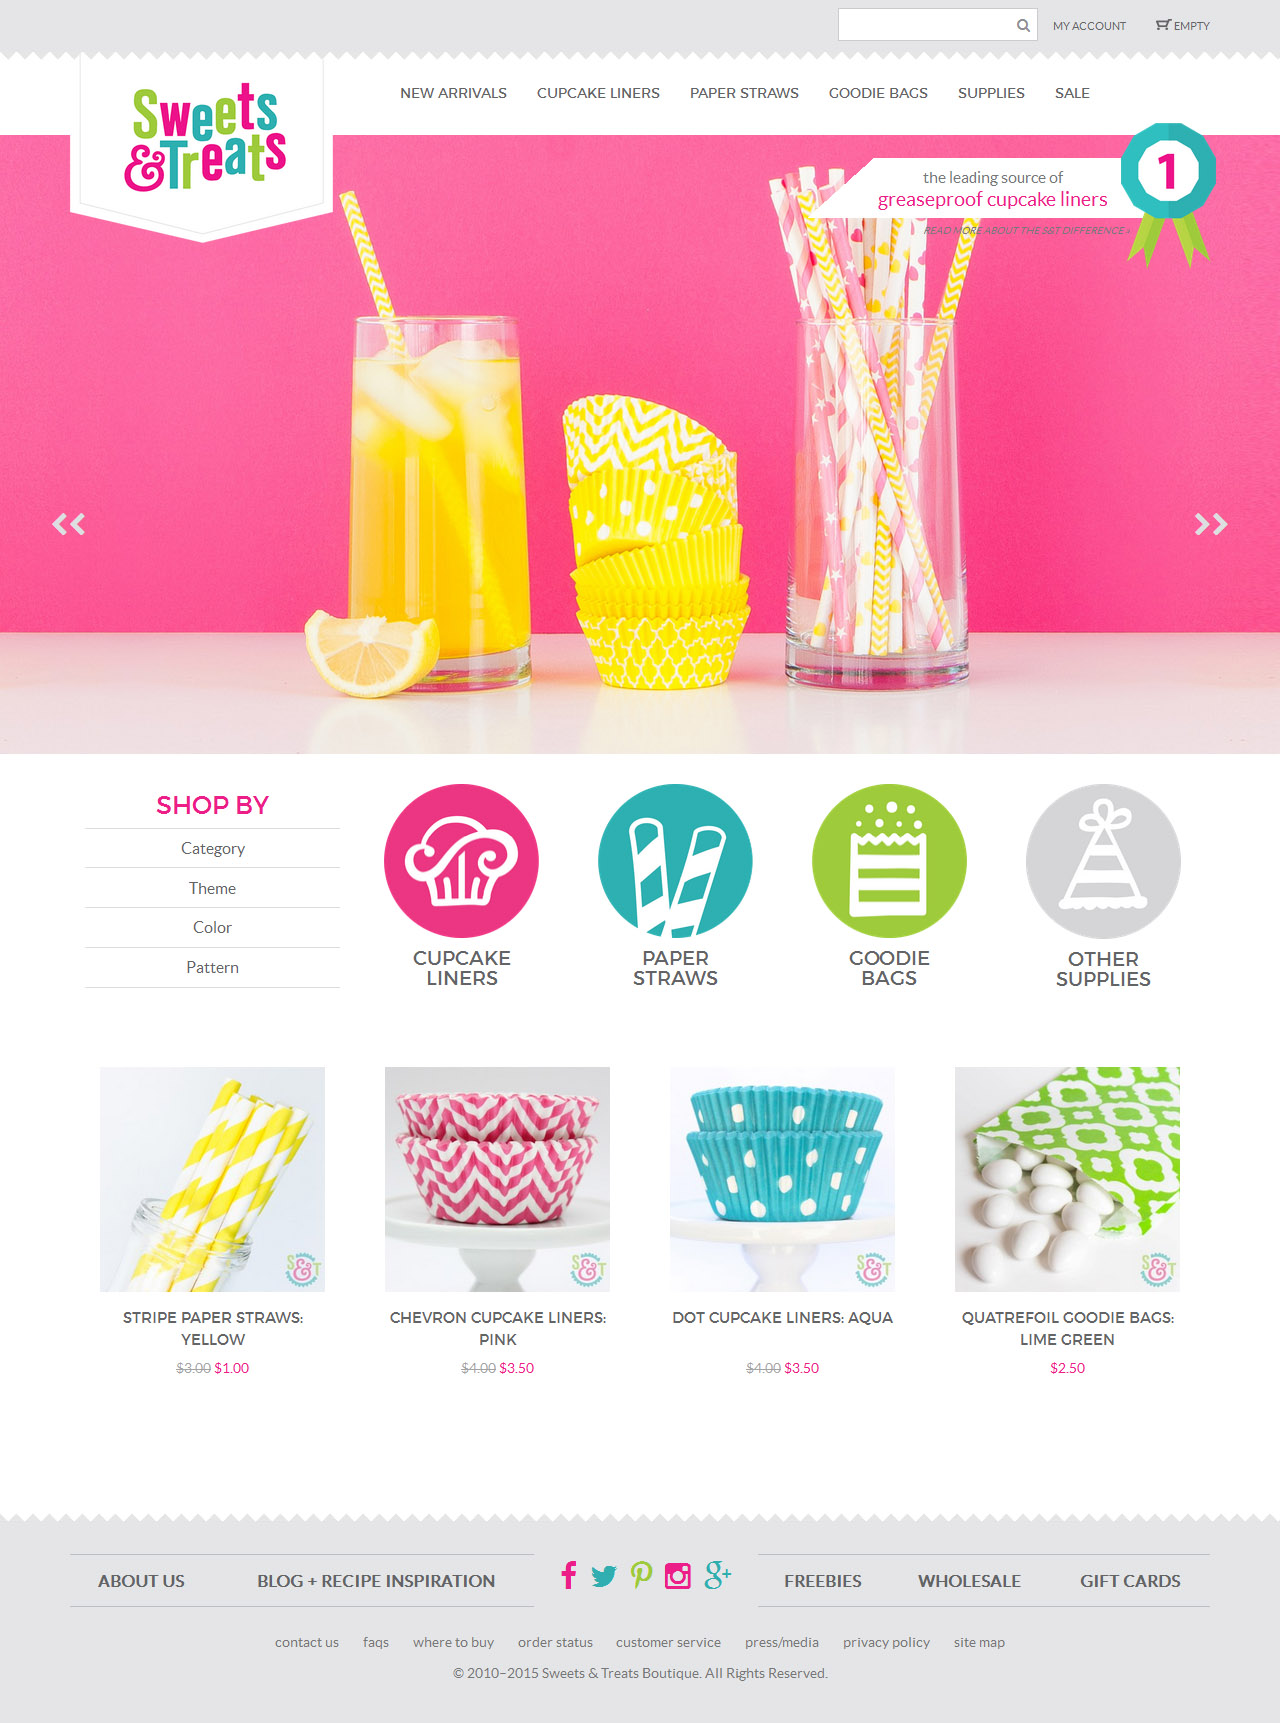 MY ACCOUNT
EMPTY
Sweets
&Treats
NEW ARRIVALS
CUPCAKE LINERS
PAPER STRAWS
GOODIE BAGS
SUPPLIES
SALE
the leading source of
greaseproof cupcake liners
READ MORE ABOUT THE S&T DIFFERENCE ›
1
SHOP BY
Category
Theme
Color
Pattern
CUPCAKE
LINERS
PAPER
STRAWS
GOODIE
BAGS
OTHER
SUPPLIES
S&T
S&T
S&T
S&T
STRIPE PAPER STRAWS:
YELLOW
$3.00 $1.00
CHEVRON CUPCAKE LINERS:
PINK
$4.00 $3.50
DOT CUPCAKE LINERS: AQUA
$4.00 $3.50
QUATREFOIL GOODIE BAGS:
LIME GREEN
$2.50
ABOUT US
BLOG + RECIPE INSPIRATION
FREEBIES
WHOLESALE
GIFT CARDS
contact us
faqs
where to buy
order status
customer service
press/media
privacy policy
site map
© 2010–2015 Sweets & Treats Boutique. All Rights Reserved.